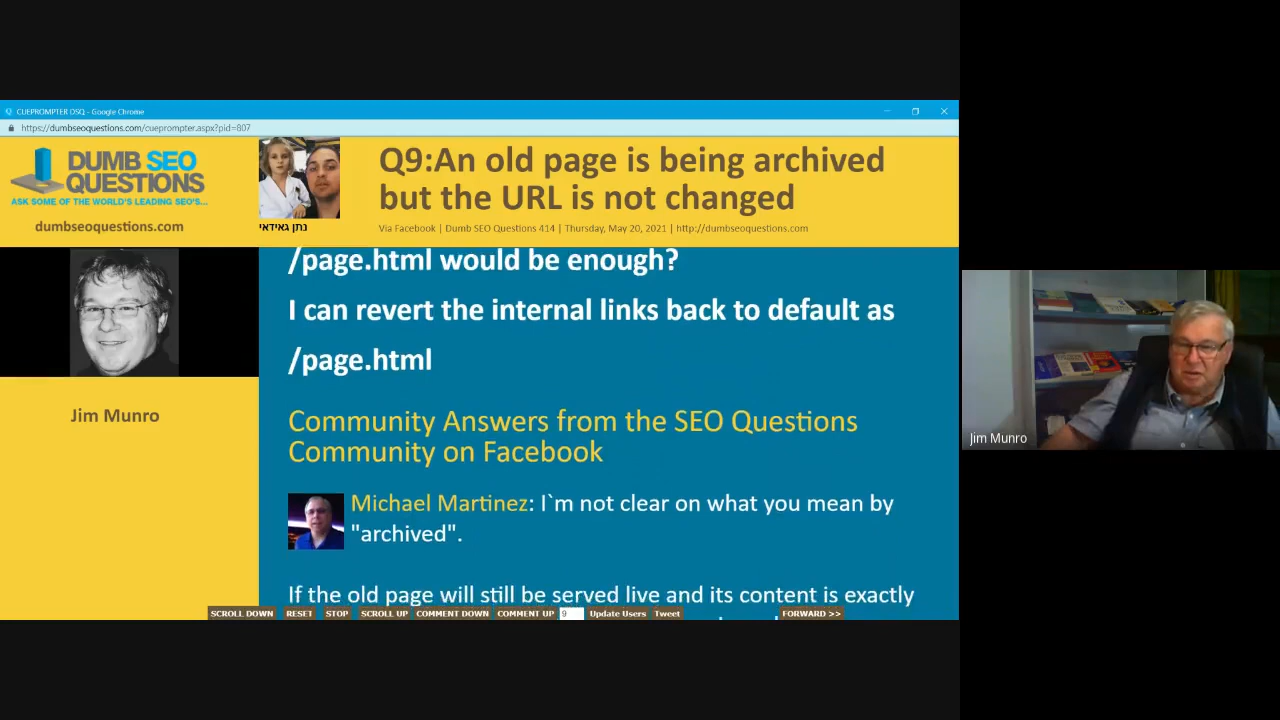 CUEPROMPTER DSQ - Google Chrome
https://dumbseoquestions.com/cueprompter.aspx?pid=807
DUMB SEO
QUESTIONS
ASK SOME OF THE WORLD'S LEADING SEO'S...
dumbseoquestions.com
נתן גאידאי
Q9:An old page is being archived
but the URL is not changed
Via Facebook | Dumb SEO Questions 414 | Thursday, May 20, 2021 | http://dumbseoquestions.com
Jim Munro
/page.html would be enough?
I can revert the internal links back to default as
/page.html
Community Answers from the SEO Questions
Community on Facebook
Michael Martinez: I`m not clear on what you mean by
"archived".
If the old page will still be served live and its content is exactly
SCROLL DOWN RESET STOP SCROLL UP COMMENT DOWN COMMENT UP 9 Update Users Tweet FORWARD >>
Jim Munro